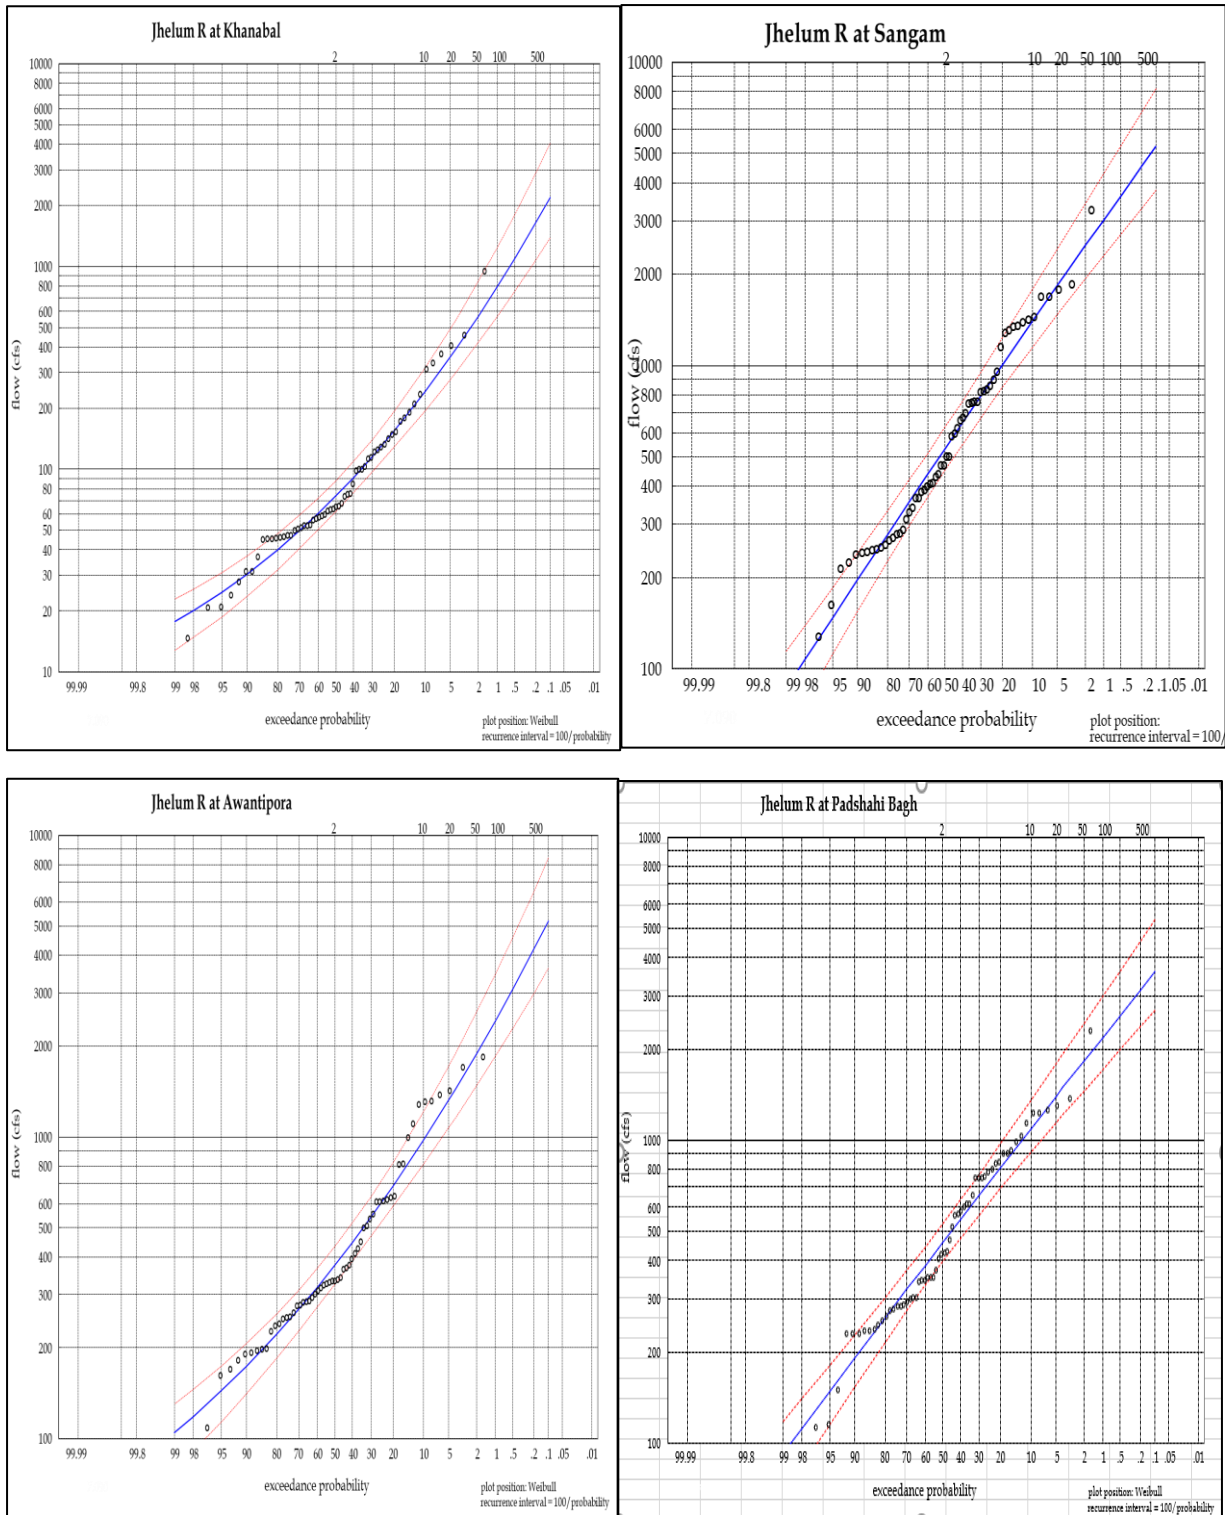 Jhelum R at Khanabal
2 10 20 50 100 500
10000
8000
6000
5000
4000
3000
2000
1000
800
600
500
400
300
200
100
80
60
50
40
30
20
10
flow (cfs)
99.99 99.8 99 98 95 90 80 70 60 50 40 30 20 10 5 2 1 .5 .2 .1 .05 .01
exceedance probability
plot position: Weibull
recurrence interval = 100/probability
Jhelum R at Sangam
2 10 20 50 100 500
10000
8000
6000
5000
4000
3000
2000
1000
800
600
500
400
300
200
100
flow (cfs)
99.99 99.8 99 98 95 90 80 70 60 50 40 30 20 10 5 2 1 .5 .2 .1 .05 .01
exceedance probability
plot position:
recurrence interval = 100/
Jhelum R at Awantipora
2 10 20 50 100 500
10000
8000
6000
5000
4000
3000
2000
1000
800
600
500
400
300
200
100
flow (cfs)
99.99 99.8 99 98 95 90 80 70 60 50 40 30 20 10 5 2 1 .5 .2 .1 .05 .01
exceedance probability
plot position: Weibull
recurrence interval = 100/probability
Jhelum R at Padshahi Bagh
2 10 20 50 100 500
10000
8000
6000
5000
4000
3000
2000
1000
800
600
500
400
300
200
100
flow (cfs)
99.99 99.8 99 98 95 90 80 70 60 50 40 30 20 10 5 2 1 .5 .2 .1 .05 .01
exceedance probability
plot position: Weibull
recurrence interval = 100/probability